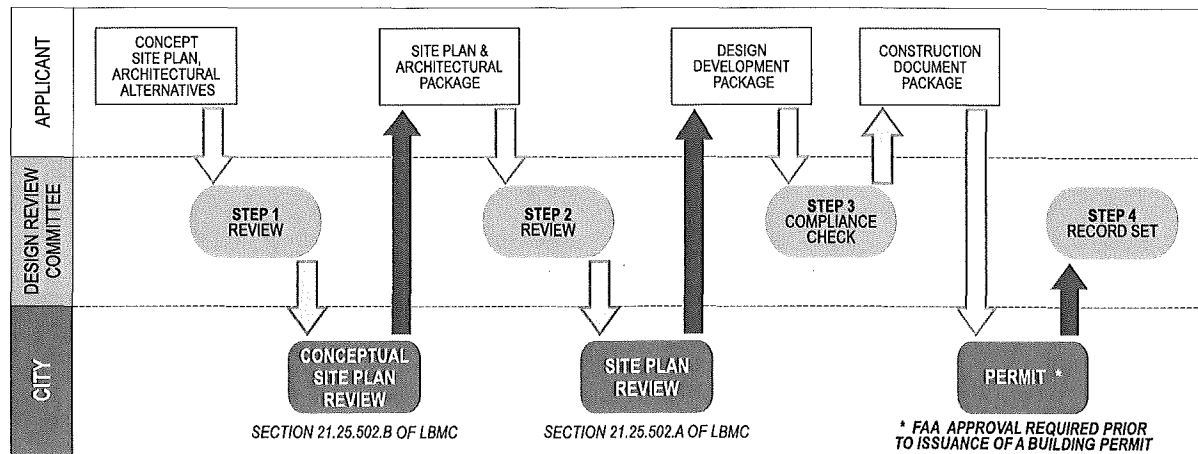 APPLICANT
CONCEPT
SITE PLAN,
ARCHITECTURAL
ALTERNATIVES
SITE PLAN &
ARCHITECTURAL
PACKAGE
DESIGN
DEVELOPMENT
PACKAGE
CONSTRUCTION
DOCUMENT
PACKAGE
DESIGN REVIEW
COMMITTEE
STEP 1
REVIEW
STEP 2
REVIEW
STEP 3
COMPLIANCE
CHECK
STEP 4
RECORD SET
CITY
CONCEPTUAL
SITE PLAN
REVIEW
SITE PLAN
REVIEW
PERMIT *
SECTION 21.25.502.B OF LBMC
SECTION 21.25.502.A OF LBMC
* FAA APPROVAL REQUIRED PRIOR
TO ISSUANCE OF A BUILDING PERMIT